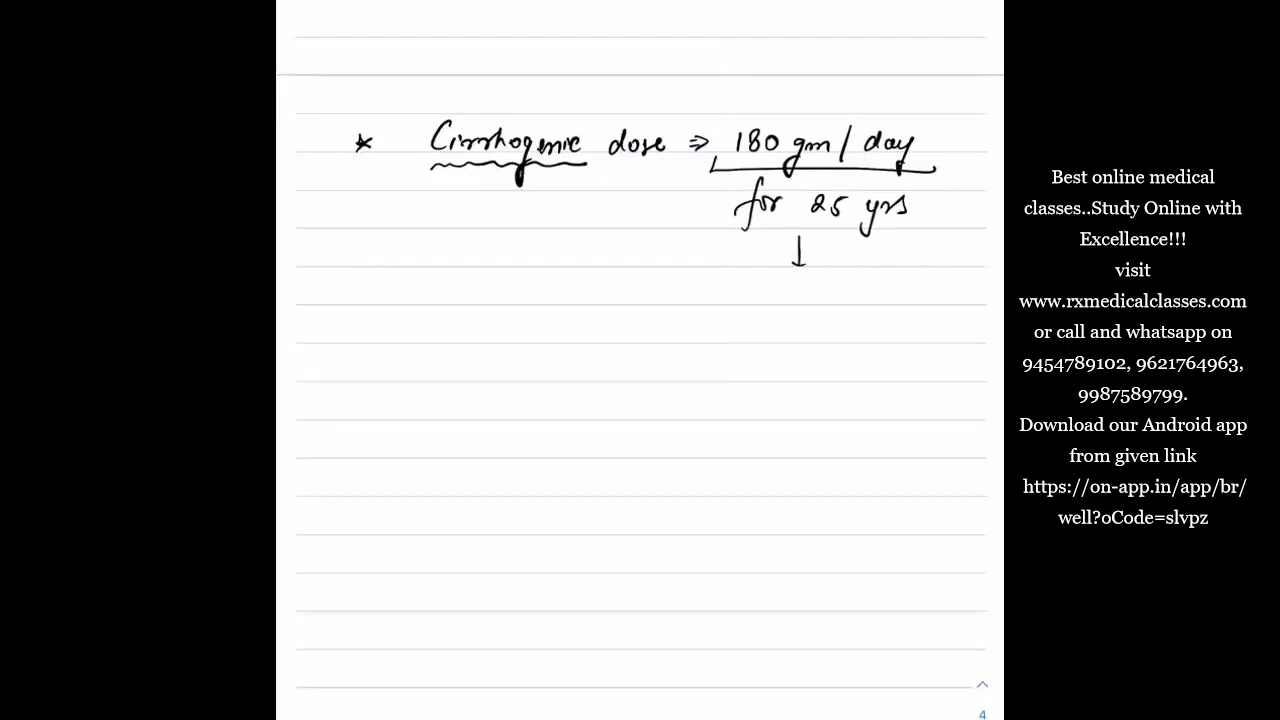 * Cirrhogenic dose ⇒ 180 gm / day
for 25 yrs
↓
Best online medical
classes..Study Online with
Excellence!!!
visit
www.rxmedicalclasses.com
or call and whatsapp on
9454789102, 9621764963,
9987589799.
Download our Android app
from given link
https://on-app.in/app/br/
well?oCode=slvpz
4